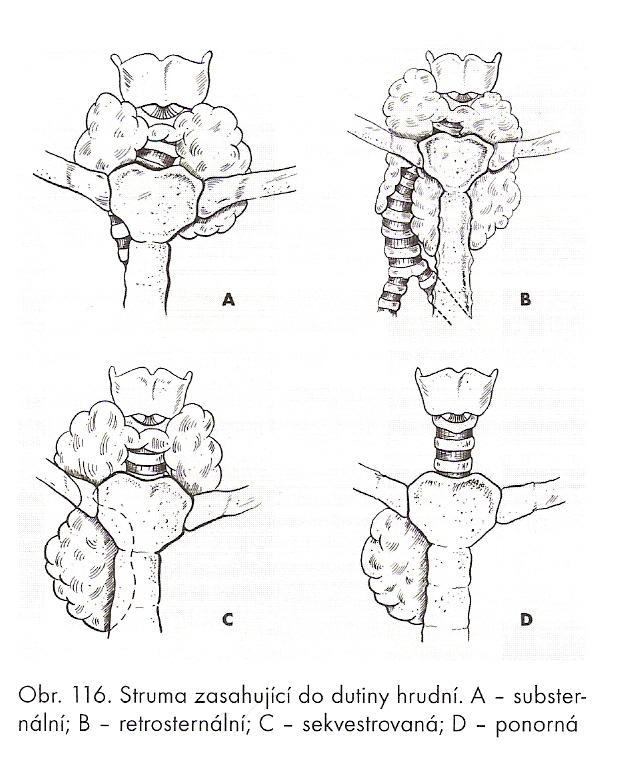 A
B
C
D
Obr. 116. Struma zasahující do dutiny hrudní. A – subster-
nální; B – retrosternální; C – sekvestrovaná; D – ponorná